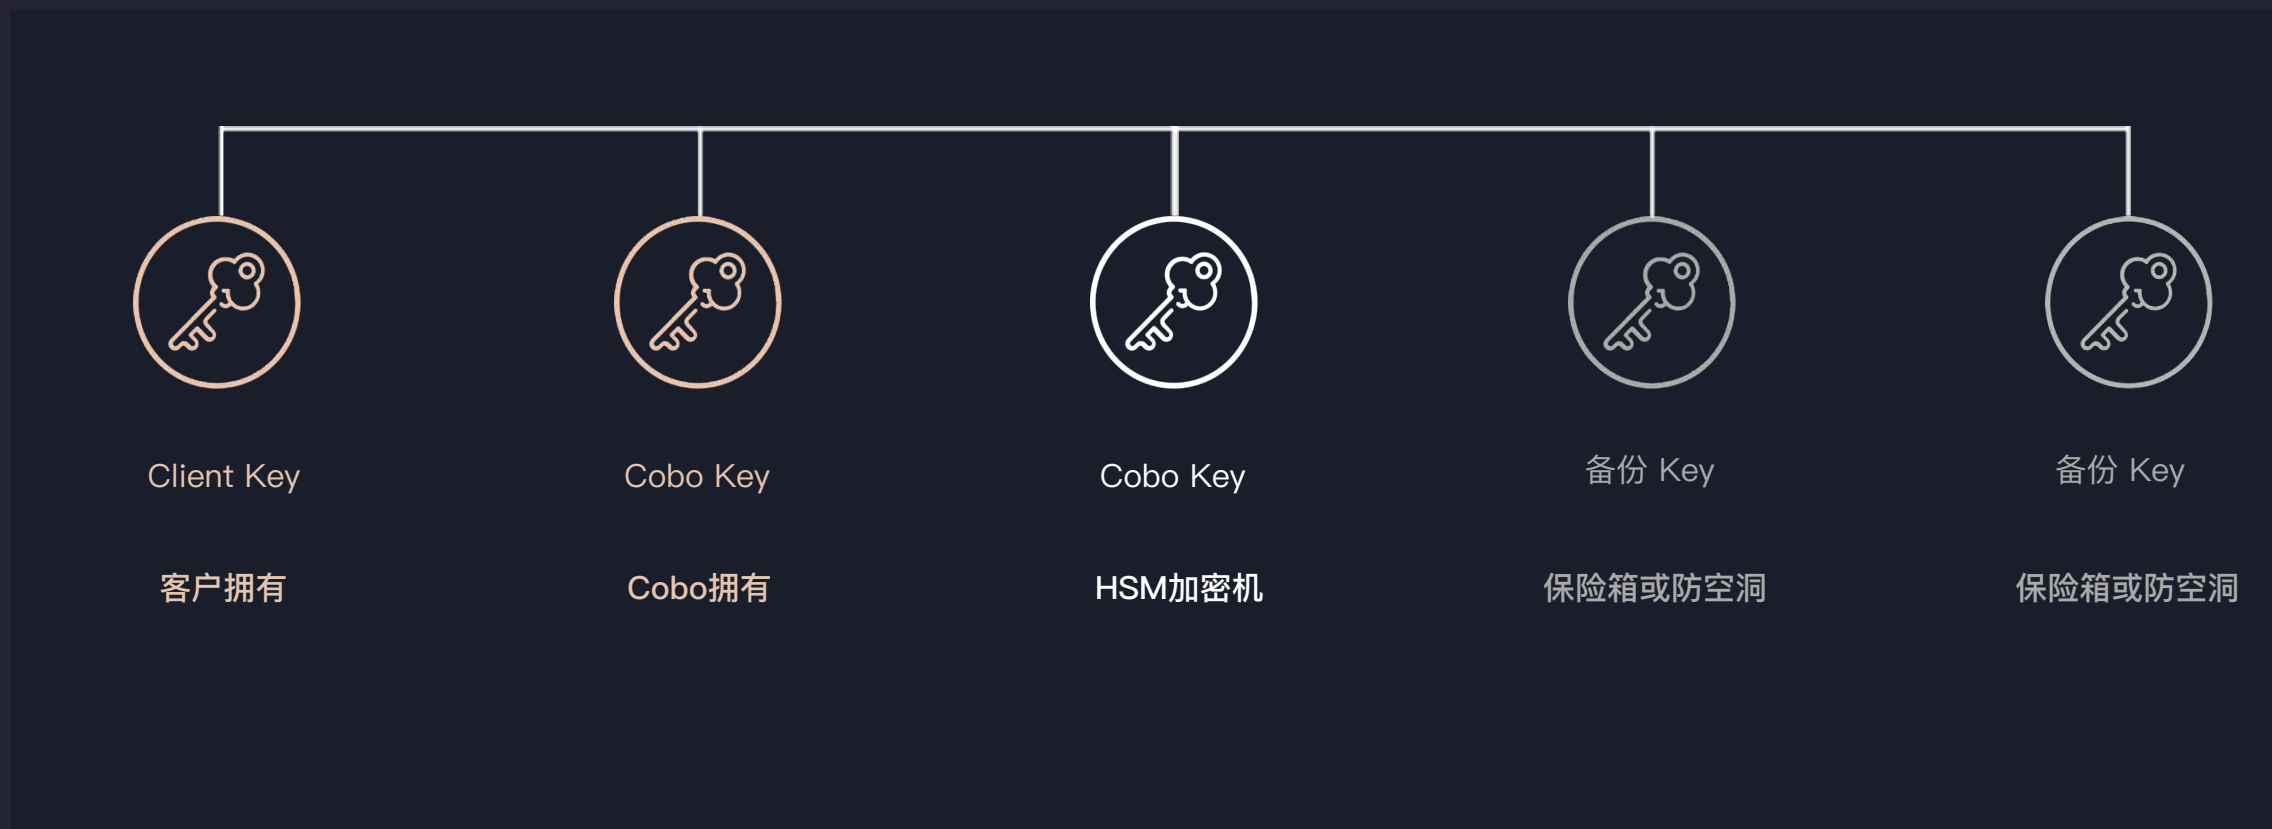 Client Key
Cobo Key
Cobo Key
备份 Key
备份 Key
客户拥有
Cobo拥有
HSM加密机
保险箱或防空洞
保险箱或防空洞